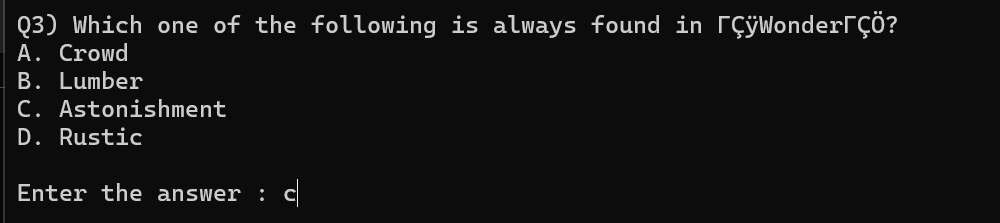 Q3) Which one of the following is always found in ΓÇÿWonderΓÇÖ?
A. Crowd
B. Lumber
C. Astonishment
D. Rustic
Enter the answer : c